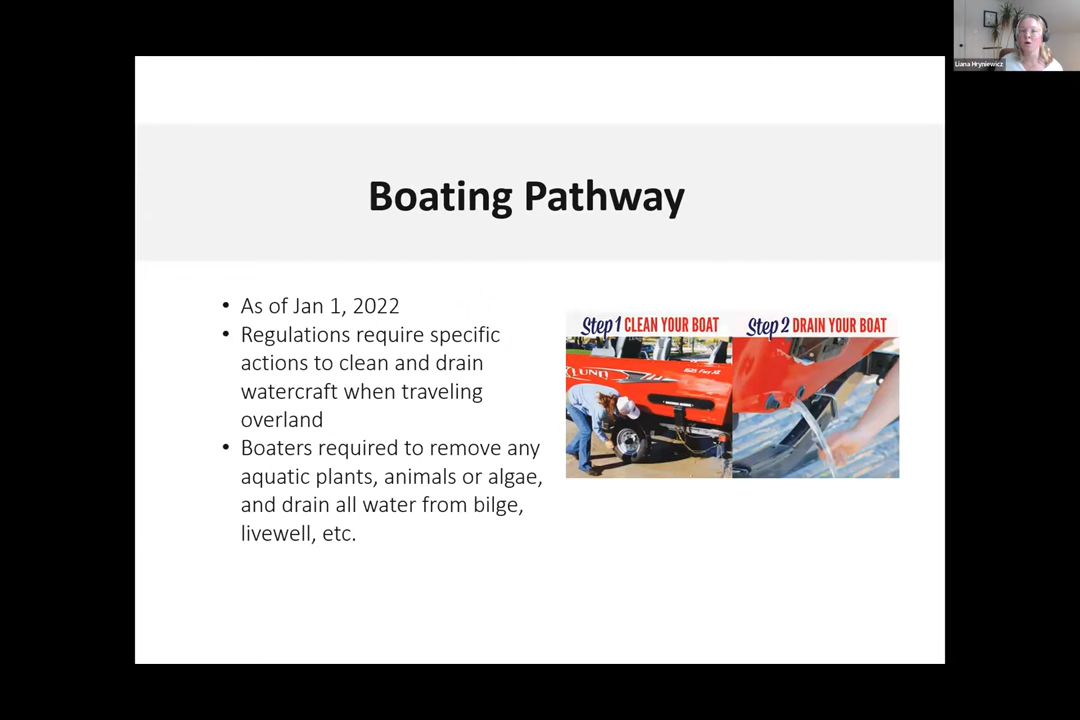 Liana Hryniewicz
Boating Pathway
• As of Jan 1, 2022
• Regulations require specific
actions to clean and drain
watercraft when traveling
overland
• Boaters required to remove any
aquatic plants, animals or algae,
and drain all water from bilge,
livewell, etc.
Step 1 CLEAN YOUR BOAT
Step 2 DRAIN YOUR BOAT
LUND